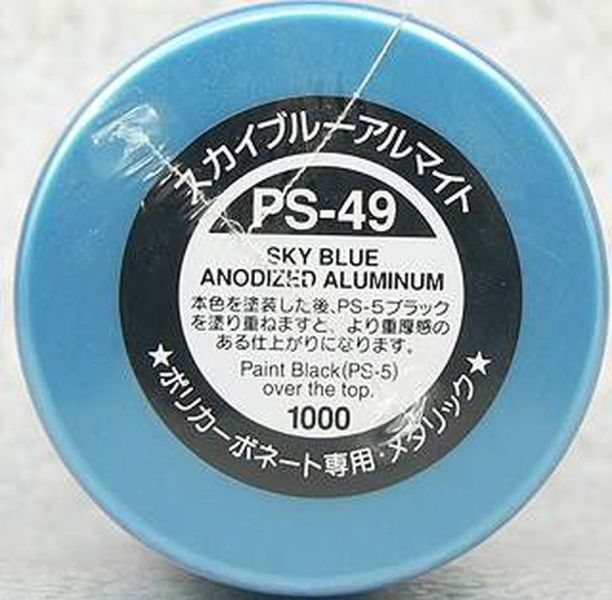 スカイブルーアルマイト
PS-49
SKY BLUE
ANODIZED ALUMINUM
本色を塗装した後、PS-5ブラック
を塗り重ねますと、より重厚感の
ある仕上がりになります。
Paint Black(PS-5)
over the top.
1000
★ポリカーボネート専用・メタリック★